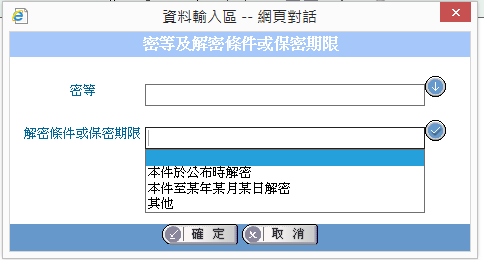 資料輸入區 -- 網頁對話
密等及解密條件或保密期限
密等
解密條件或保密期限
本件於公布時解密
本件至某年某月某日解密
其他
確 定
取 消